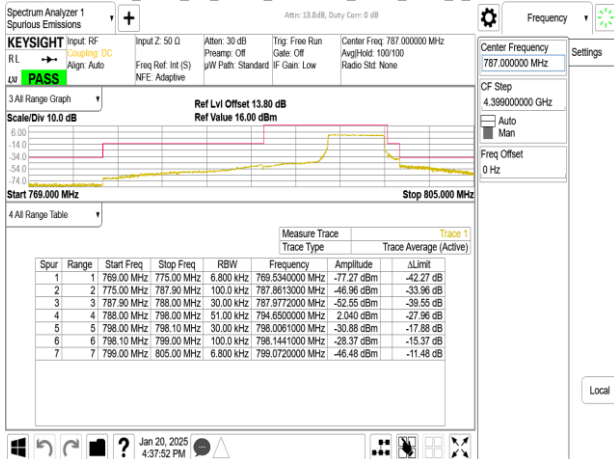 Spectrum Analyzer 1
Spurious Emissions
Attn: 13.8dB, Duty Corr: 0 dB
Frequency
KEYSIGHT
Input: RF
Coupling: DC
Align: Auto
Input Z: 50 Ω
Freq Ref: Int (S)
NFE: Adaptive
Atten: 30 dB
Preamp: Off
µW Path: Standard
Trig: Free Run
Gate: Off
IF Gain: Low
Center Freq: 787.000000 MHz
Avg|Hold: 100/100
Radio Std: None
RL
LXI
PASS
Center Frequency
787.000000 MHz
Settings
CF Step
4.399000000 GHz
Auto
Man
Freq Offset
0 Hz
Local
3 All Range Graph
Scale/Div 10.0 dB
Ref Lvl Offset 13.80 dB
Ref Value 16.00 dBm
6.00
-14.0
-34.0
-54.0
-74.0
Start 769.000 MHz
Stop 805.000 MHz
4 All Range Table
Measure Trace Trace 1
Trace Type Trace Average (Active)
Spur Range Start Freq Stop Freq RBW Frequency Amplitude ΔLimit
1 1 769.00 MHz 775.00 MHz 6.800 kHz 769.5340000 MHz -77.27 dBm -42.27 dB
2 2 775.00 MHz 787.90 MHz 100.0 kHz 787.8613000 MHz -46.96 dBm -33.96 dB
3 3 787.90 MHz 788.00 MHz 30.00 kHz 787.9772000 MHz -52.55 dBm -39.55 dB
4 4 788.00 MHz 798.00 MHz 51.00 kHz 794.6500000 MHz 2.040 dBm -27.96 dB
5 5 798.00 MHz 798.10 MHz 30.00 kHz 798.0061000 MHz -30.88 dBm -17.88 dB
6 6 798.10 MHz 799.00 MHz 100.0 kHz 798.1441000 MHz -28.37 dBm -15.37 dB
7 7 799.00 MHz 805.00 MHz 6.800 kHz 799.0720000 MHz -46.48 dBm -11.48 dB
?
Jan 20, 2025
4:37:52 PM